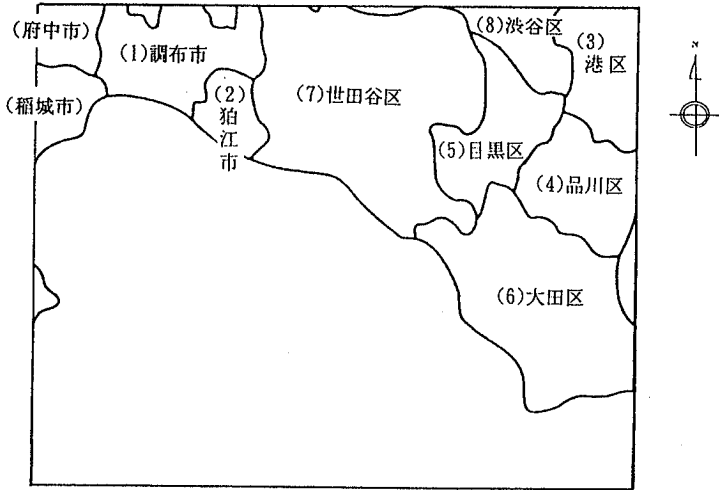 (府中市)
(1)調布市
(稲城市)
(2)狛江市
(7)世田谷区
(8)渋谷区
(3)港区
(5)目黒区
(4)品川区
(6)大田区
N